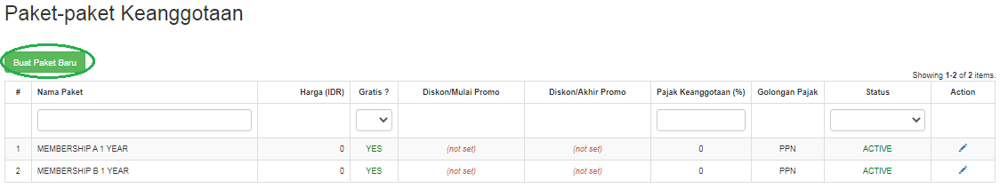 Paket-paket Keanggotaan
Buat Paket Baru
Showing 1-2 of 2 items.
# Nama Paket Harga (IDR) Gratis ? Diskon/Mulai Promo Diskon/Akhir Promo Pajak Keanggotaan (%) Golongan Pajak Status Action
1 MEMBERSHIP A 1 YEAR 0 YES (not set) (not set) 0 PPN ACTIVE
2 MEMBERSHIP B 1 YEAR 0 YES (not set) (not set) 0 PPN ACTIVE